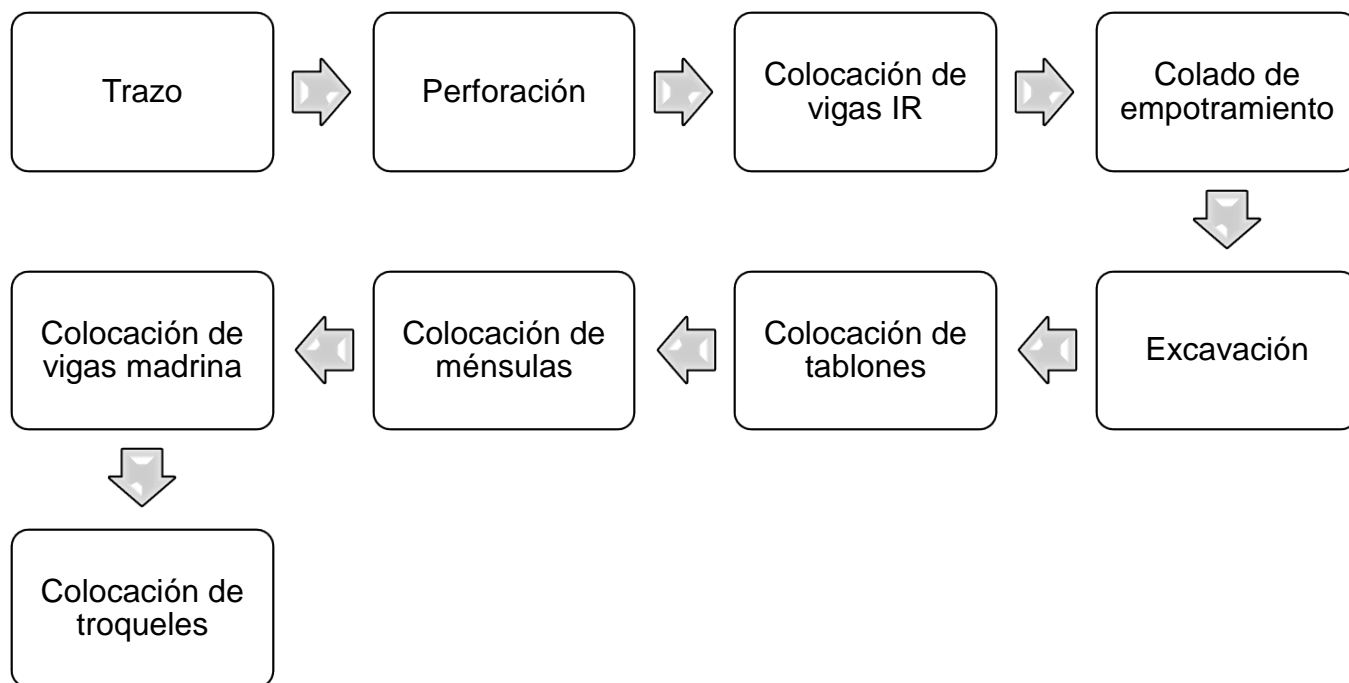 Trazo
Perforación
Colocación de
vigas IR
Colado de
empotramiento
Excavación
Colocación de
tablones
Colocación de
ménsulas
Colocación de
vigas madrina
Colocación de
troqueles